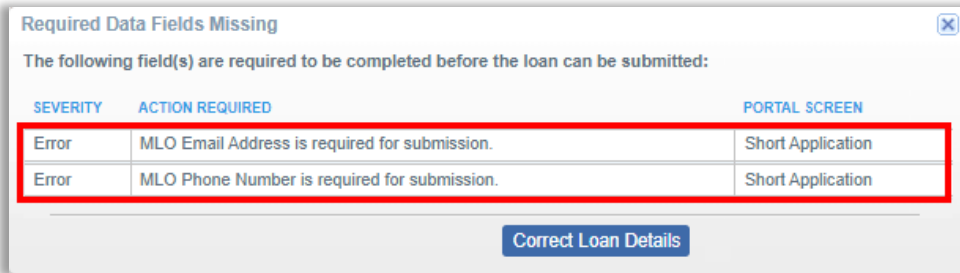 Required Data Fields Missing
The following field(s) are required to be completed before the loan can be submitted:
SEVERITY ACTION REQUIRED PORTAL SCREEN
Error MLO Email Address is required for submission. Short Application
Error MLO Phone Number is required for submission. Short Application
Correct Loan Details